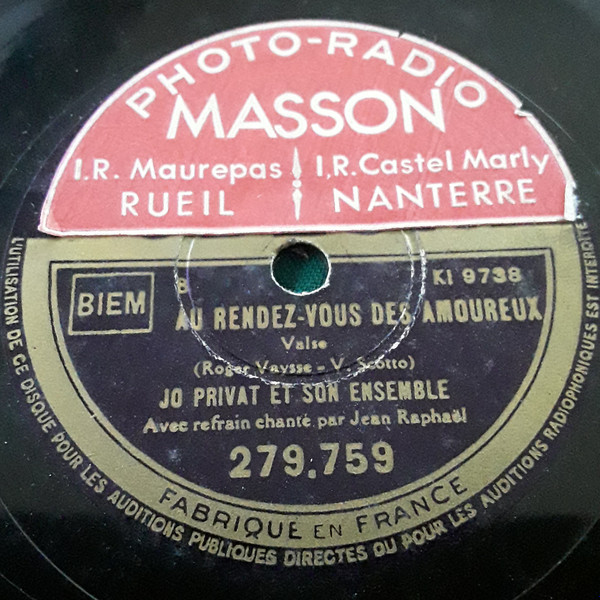 PHOTO-RADIO
MASSON
I.R. Maurepas I,R.Castel Marly
RUEIL NANTERRE
BIEM
B KI 9738
AU RENDEZ-VOUS DES AMOUREUX
Valse
(Roger Vaysse - V. Scotto)
JO PRIVAT ET SON ENSEMBLE
Avec refrain chanté par Jean Raphaël
279.759
FABRIQUÉ EN FRANCE
L'UTILISATION DE CE DISQUE POUR LES AUDITIONS PUBLIQUES DIRECTES OU POUR LES AUDITIONS RADIOPHONIQUES EST INTERDITE